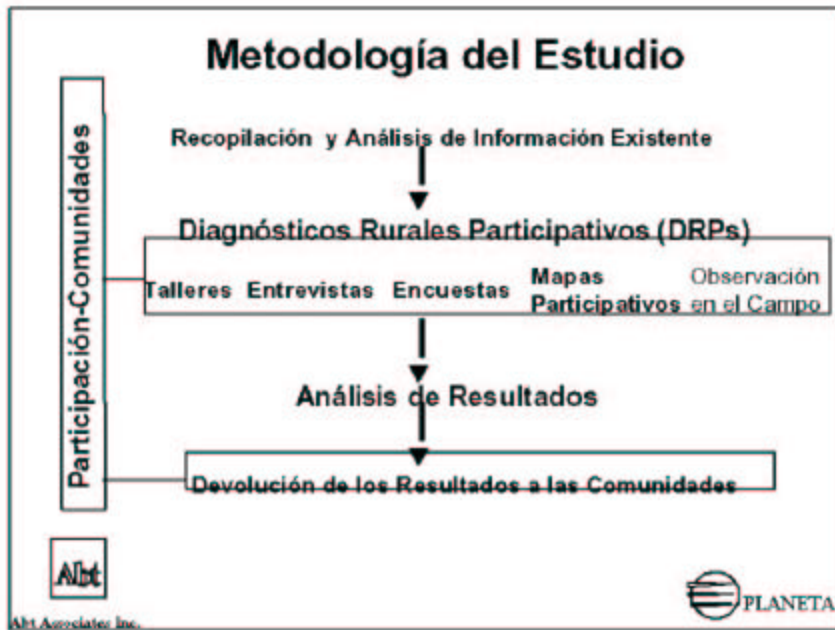 Metodología del Estudio
Participación-Comunidades
Recopilación y Análisis de Información Existente
Diagnósticos Rurales Participativos (DRPs)
Talleres Entrevistas Encuestas Mapas Participativos Observación en el Campo
Análisis de Resultados
Devolución de los Resultados a las Comunidades
Abt
Abt Associates Inc.
PLANETA